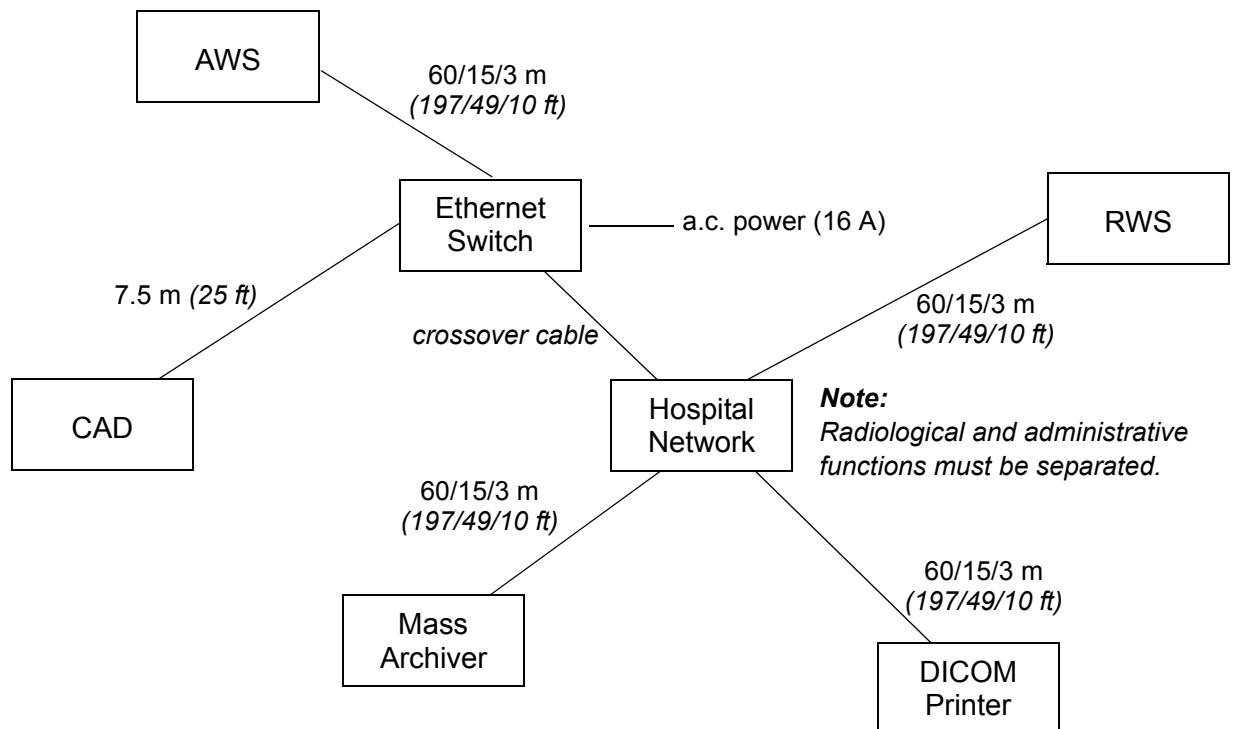 AWS
60/15/3 m
(197/49/10 ft)
Ethernet
Switch
a.c. power (16 A)
RWS
7.5 m (25 ft)
60/15/3 m
(197/49/10 ft)
crossover cable
CAD
Hospital
Network
Note:
Radiological and administrative
functions must be separated.
60/15/3 m
(197/49/10 ft)
60/15/3 m
(197/49/10 ft)
Mass
Archiver
DICOM
Printer